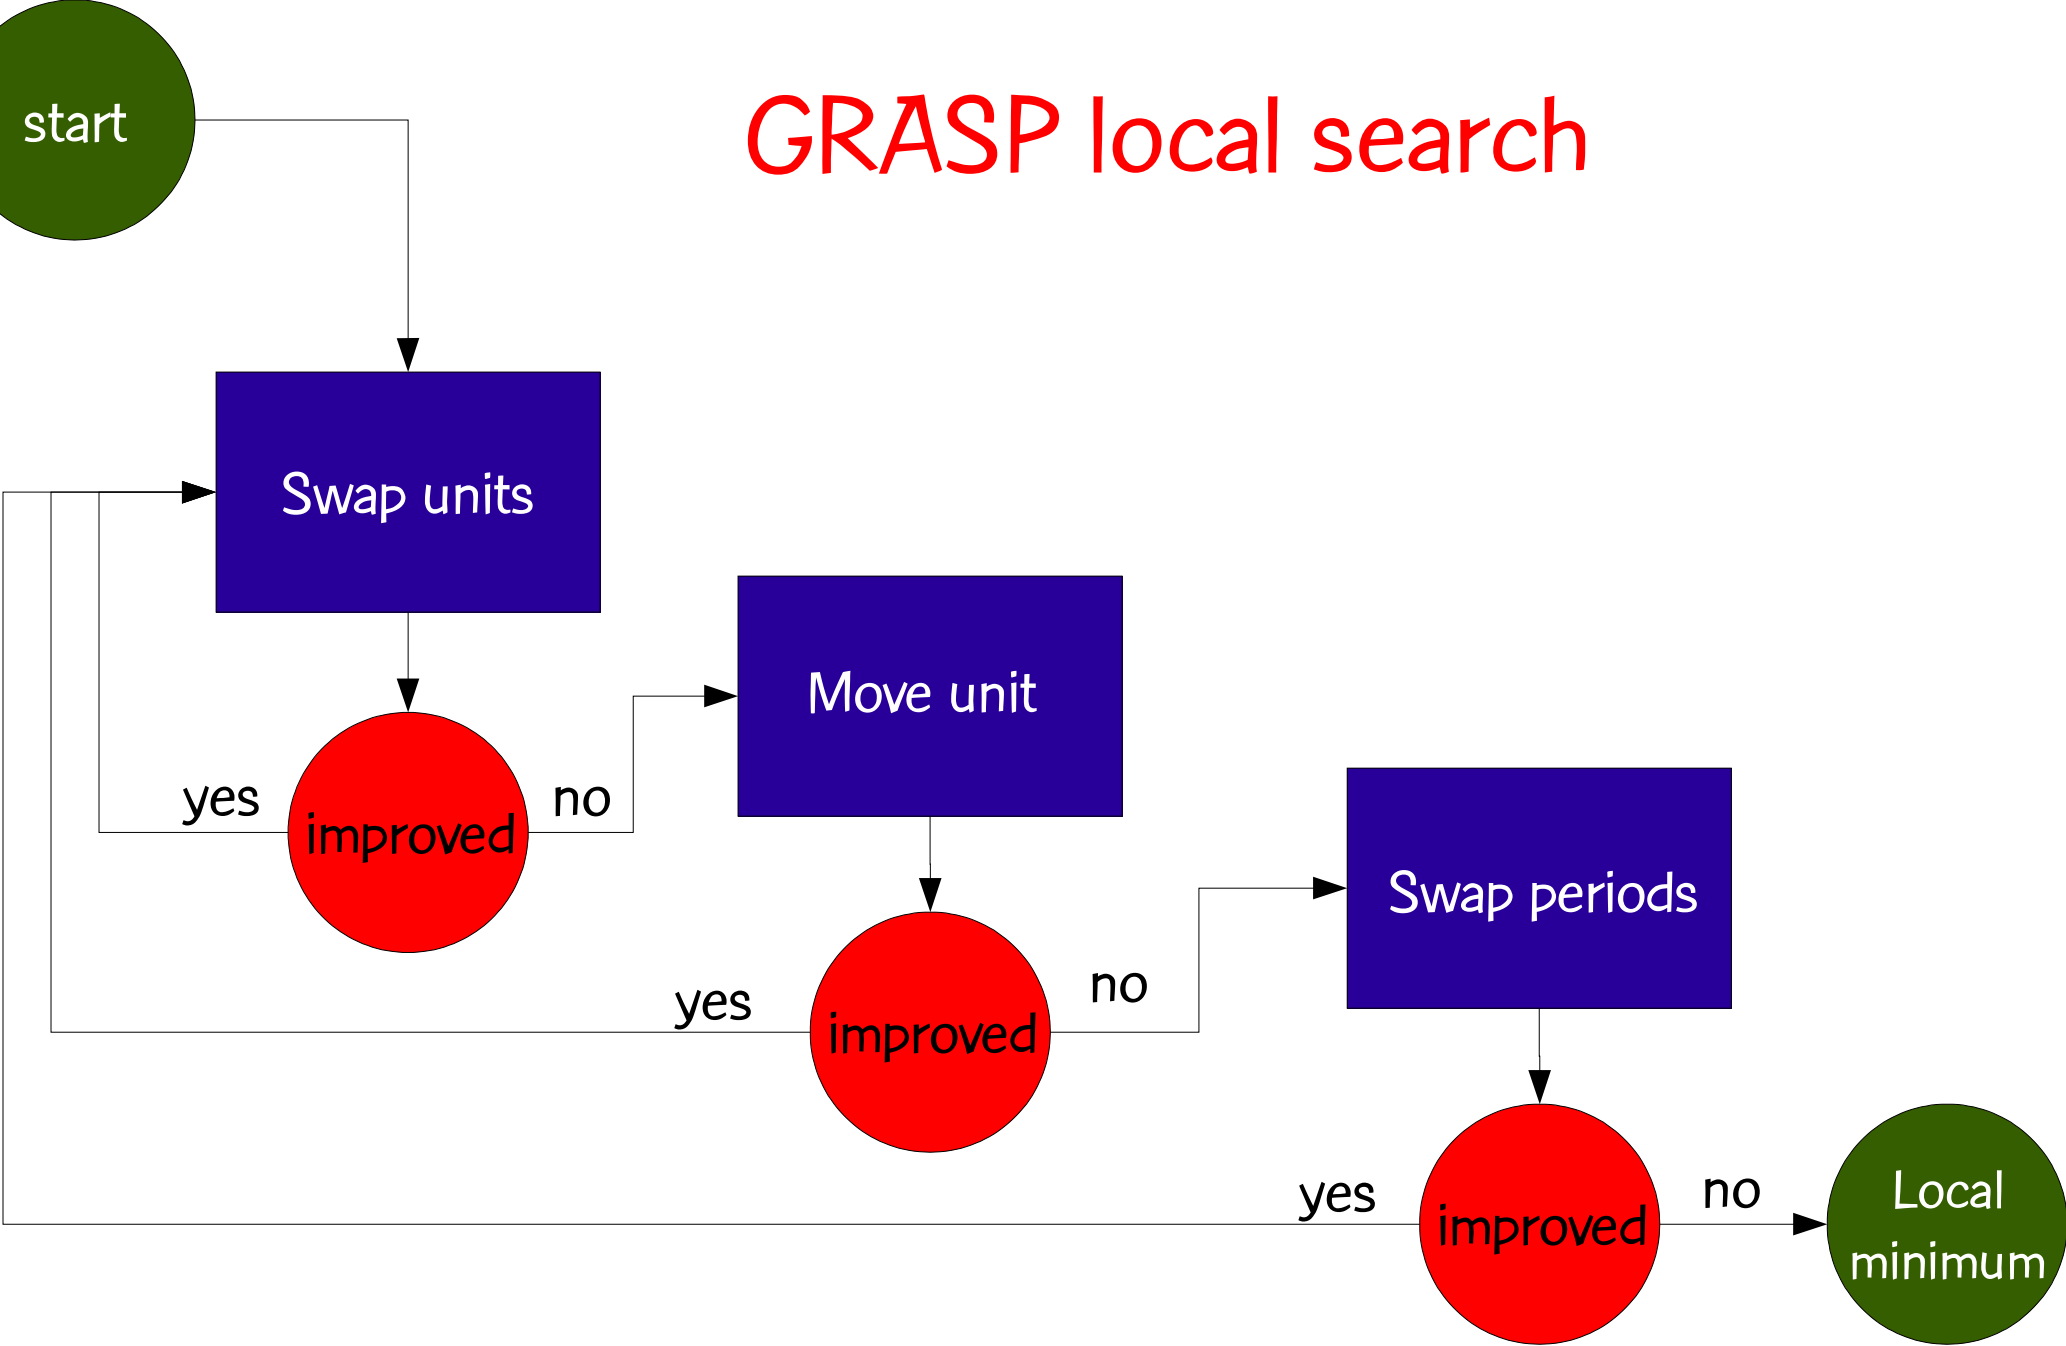 start
GRASP local search
Swap units
Move unit
yes
improved
no
Swap periods
yes
improved
no
yes
improved
no
Local
minimum